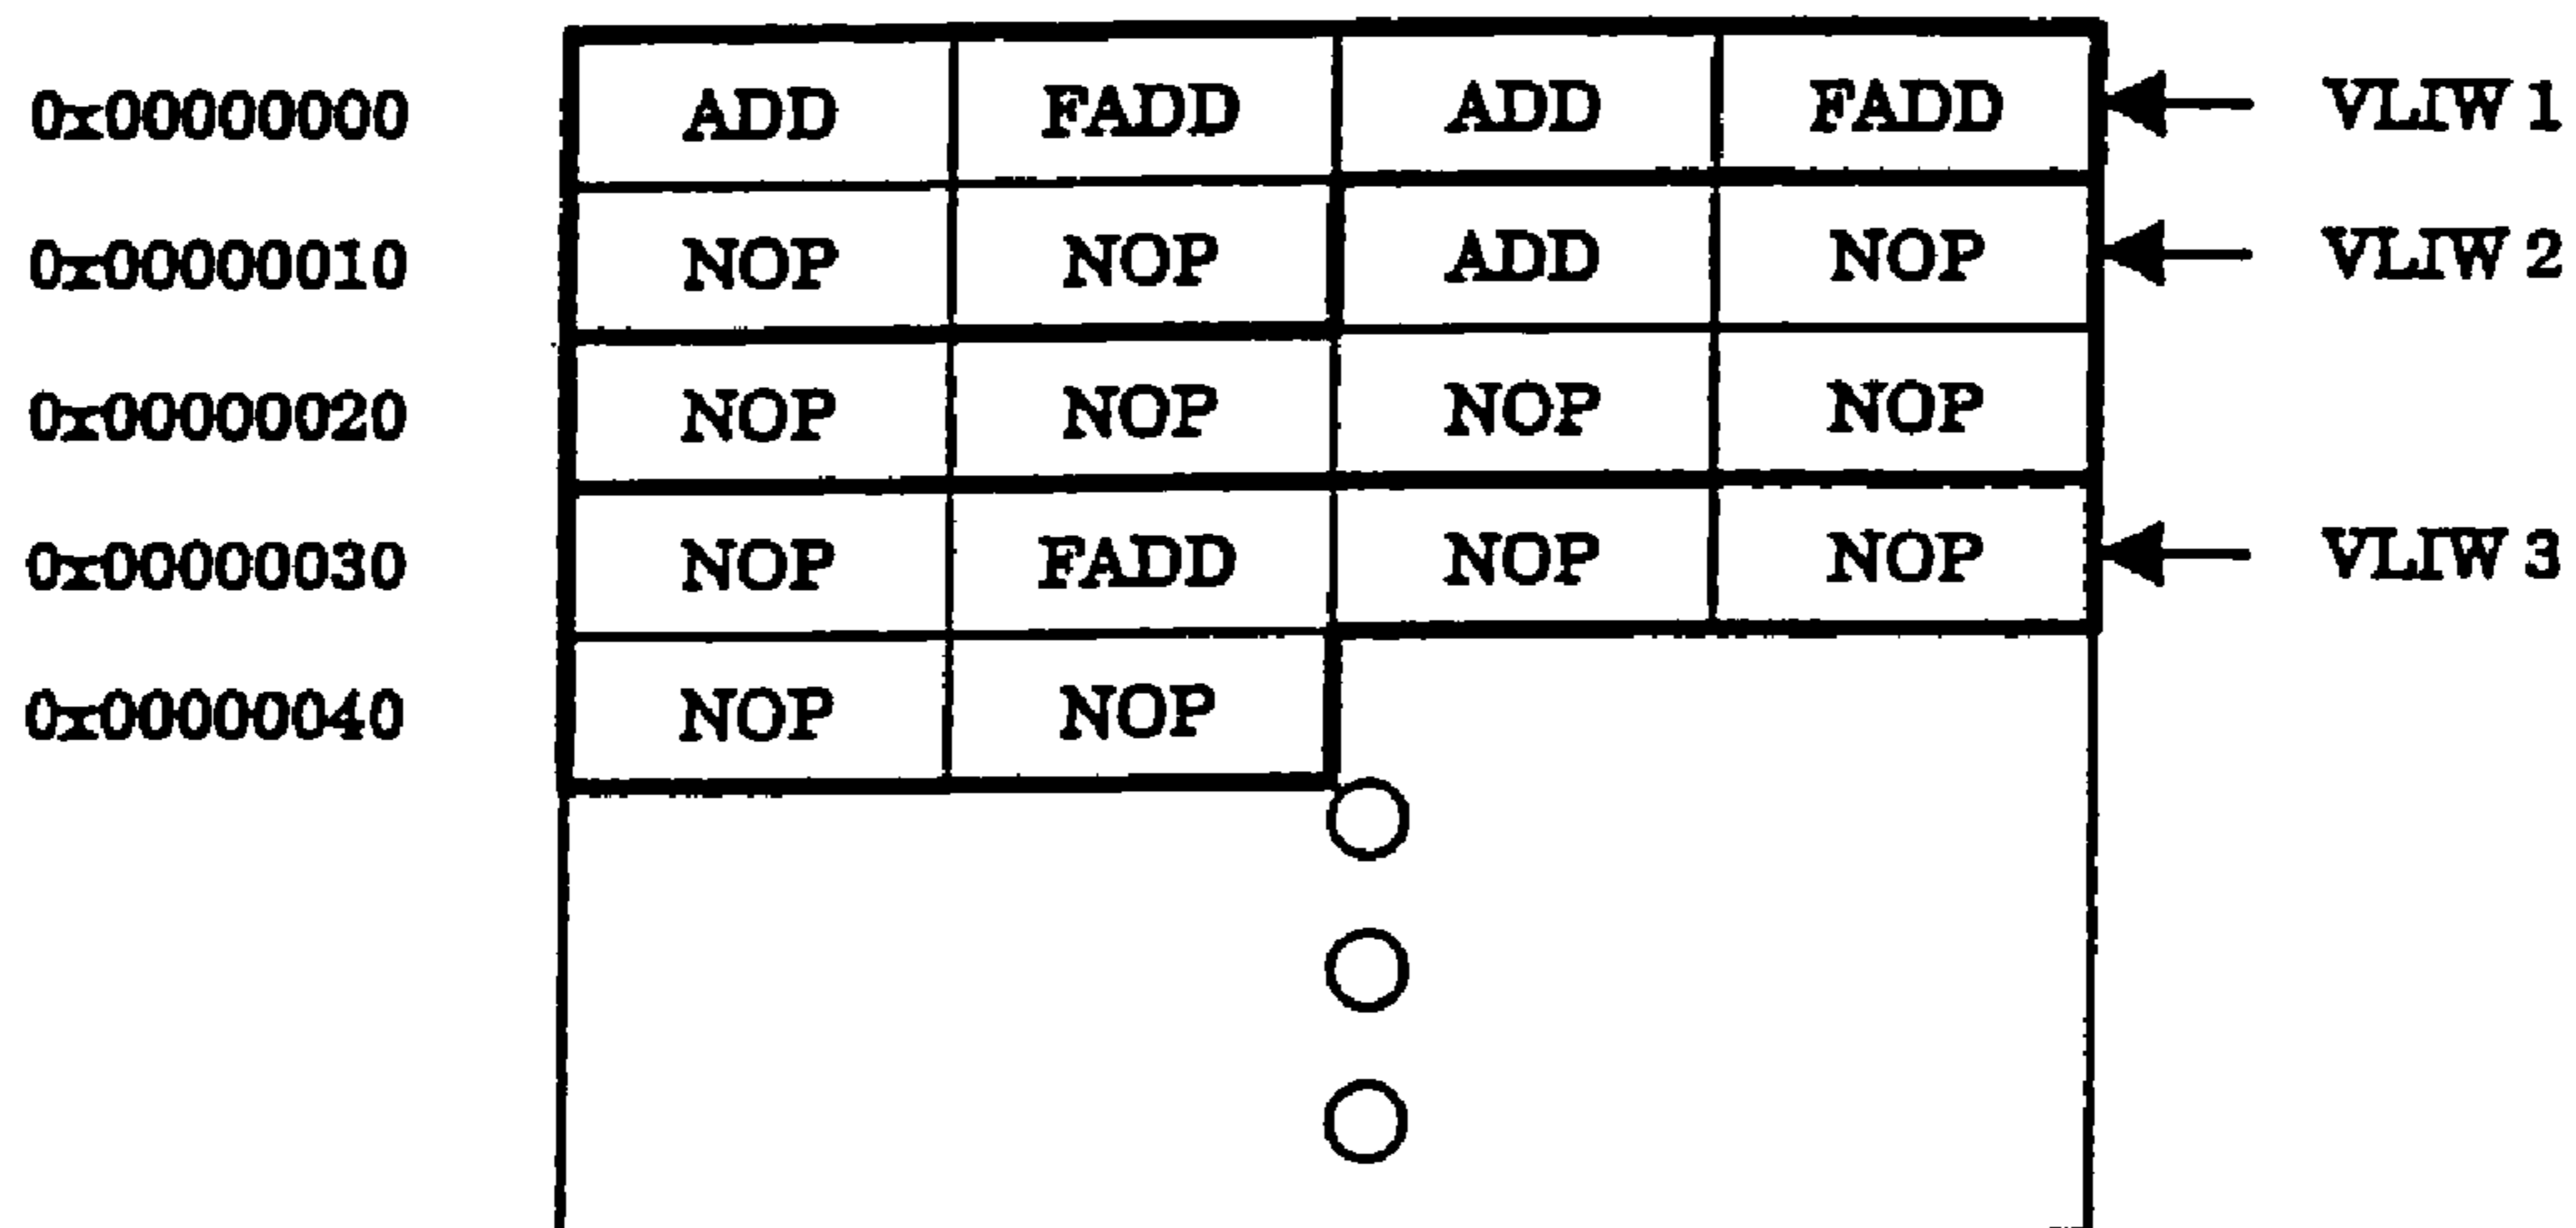 0x00000000 ADD FADD ADD FADD VLIW 1
0x00000010 NOP NOP ADD NOP VLIW 2
0x00000020 NOP NOP NOP NOP
0x00000030 NOP FADD NOP NOP VLIW 3
0x00000040 NOP NOP